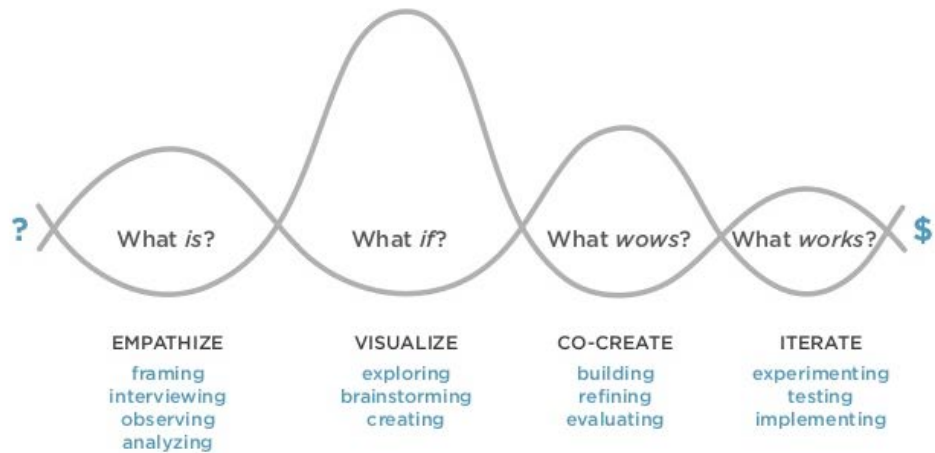 ?
What is?
What if?
What wows?
What works?
$
EMPATHIZE
framing
interviewing
observing
analyzing
VISUALIZE
exploring
brainstorming
creating
CO-CREATE
building
refining
evaluating
ITERATE
experimenting
testing
implementing